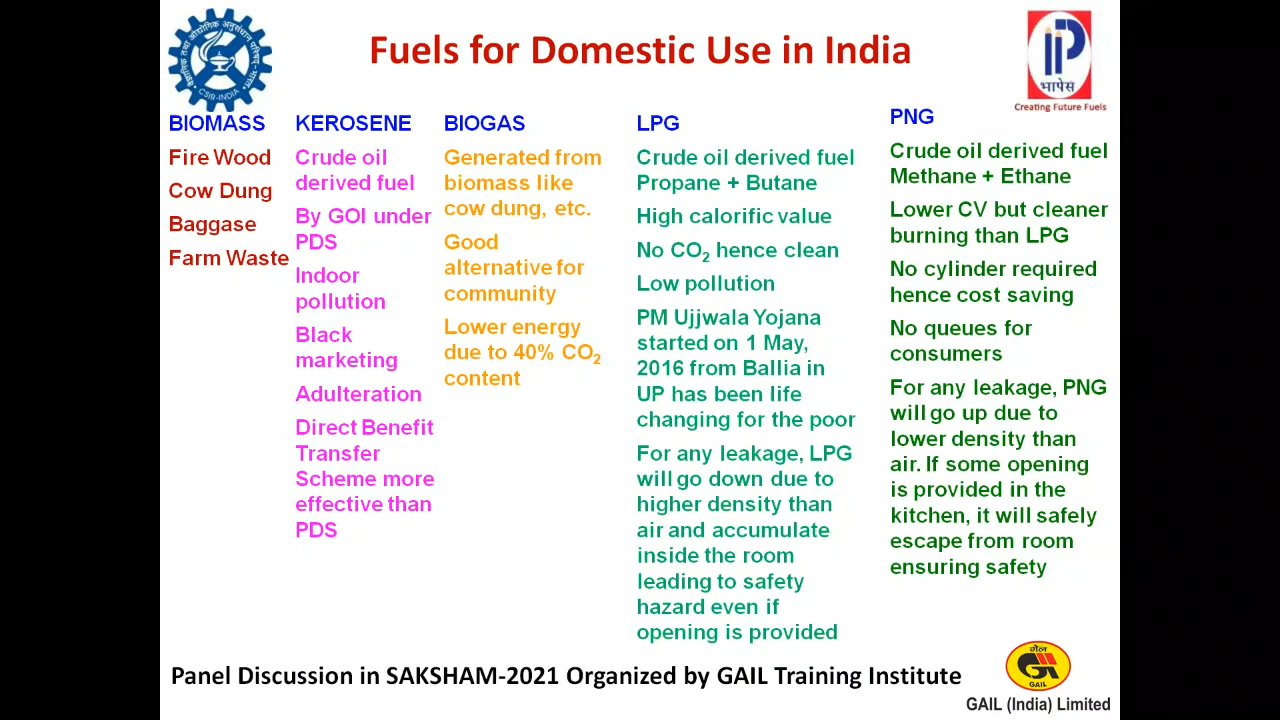 Fuels for Domestic Use in India
CSIR-INDIA
भापेसं
Creating Future Fuels
BIOMASS
Fire Wood
Cow Dung
Baggase
Farm Waste
KEROSENE
Crude oil
derived fuel
By GOI under
PDS
Indoor
pollution
Black
marketing
Adulteration
Direct Benefit
Transfer
Scheme more
effective than
PDS
BIOGAS
Generated from
biomass like
cow dung, etc.
Good
alternative for
community
Lower energy
due to 40% CO₂
content
LPG
Crude oil derived fuel
Propane + Butane
High calorific value
No CO₂ hence clean
Low pollution
PM Ujjwala Yojana
started on 1 May,
2016 from Ballia in
UP has been life
changing for the poor
For any leakage, LPG
will go down due to
higher density than
air and accumulate
inside the room
leading to safety
hazard even if
opening is provided
PNG
Crude oil derived fuel
Methane + Ethane
Lower CV but cleaner
burning than LPG
No cylinder required
hence cost saving
No queues for
consumers
For any leakage, PNG
will go up due to
lower density than
air. If some opening
is provided in the
kitchen, it will safely
escape from room
ensuring safety
Panel Discussion in SAKSHAM-2021 Organized by GAIL Training Institute
गेल
GAIL
GAIL (India) Limited